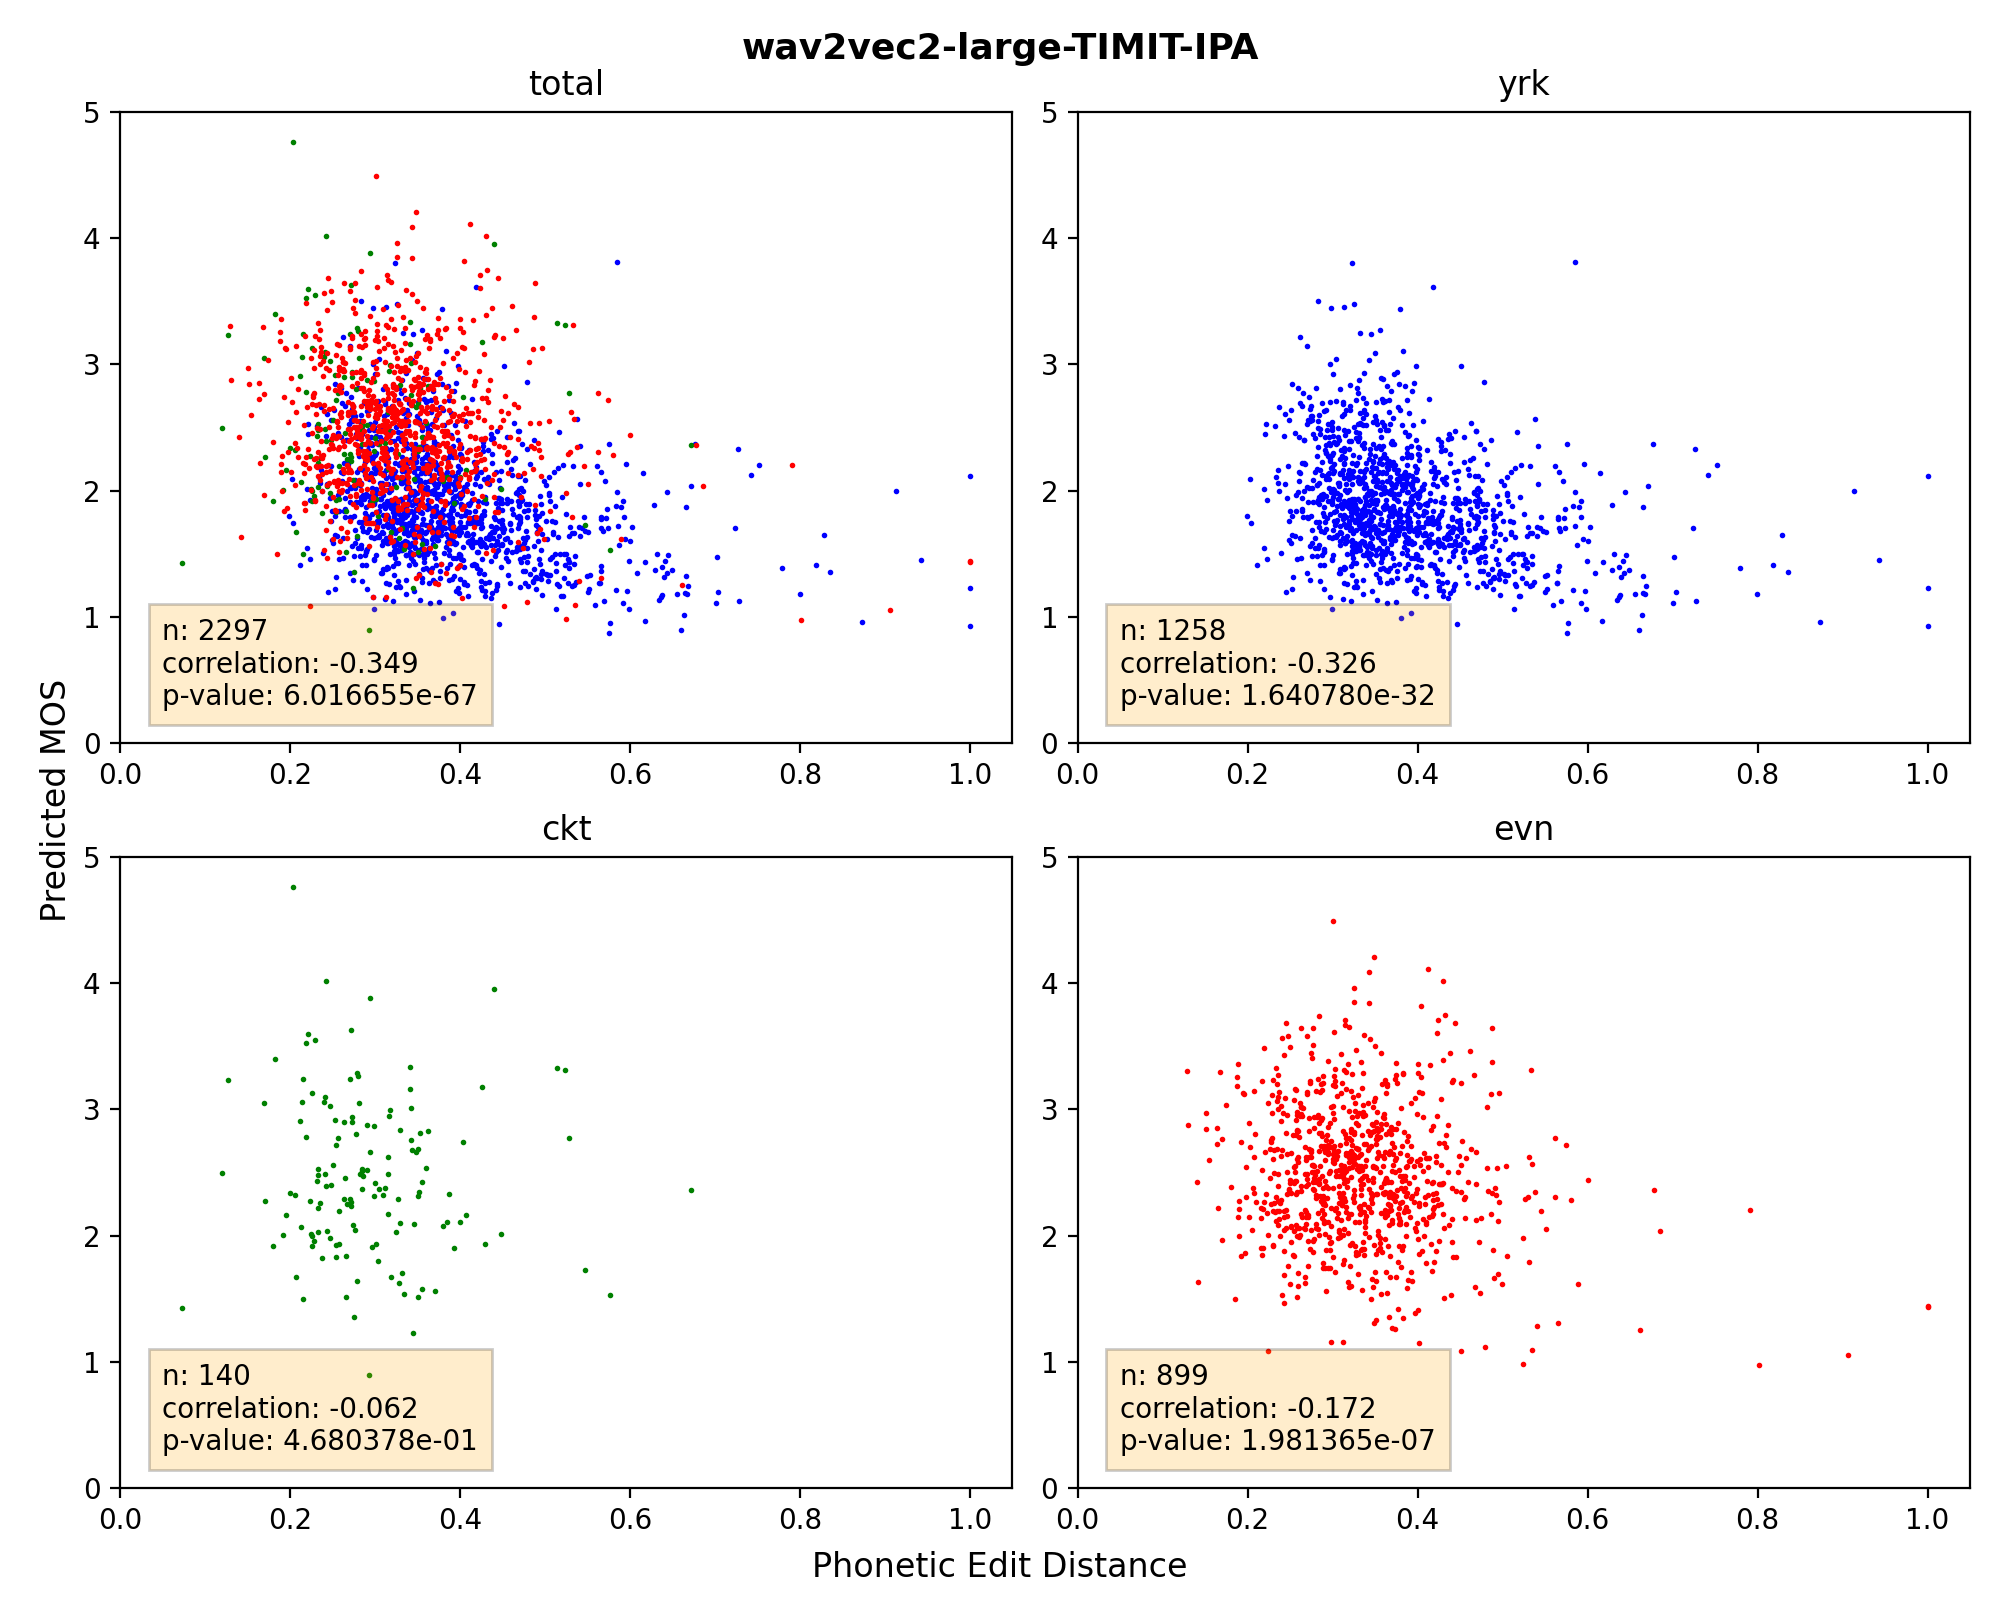 wav2vec2-large-TIMIT-IPA
total
5
4
3
2
1
0
n: 2297
correlation: -0.349
p-value: 6.016655e-67
0.0 0.2 0.4 0.6 0.8 1.0
yrk
5
4
3
2
1
0
n: 1258
correlation: -0.326
p-value: 1.640780e-32
0.0 0.2 0.4 0.6 0.8 1.0
Predicted MOS
ckt
5
4
3
2
1
0
n: 140
correlation: -0.062
p-value: 4.680378e-01
0.0 0.2 0.4 0.6 0.8 1.0
evn
5
4
3
2
1
0
n: 899
correlation: -0.172
p-value: 1.981365e-07
0.0 0.2 0.4 0.6 0.8 1.0
Phonetic Edit Distance